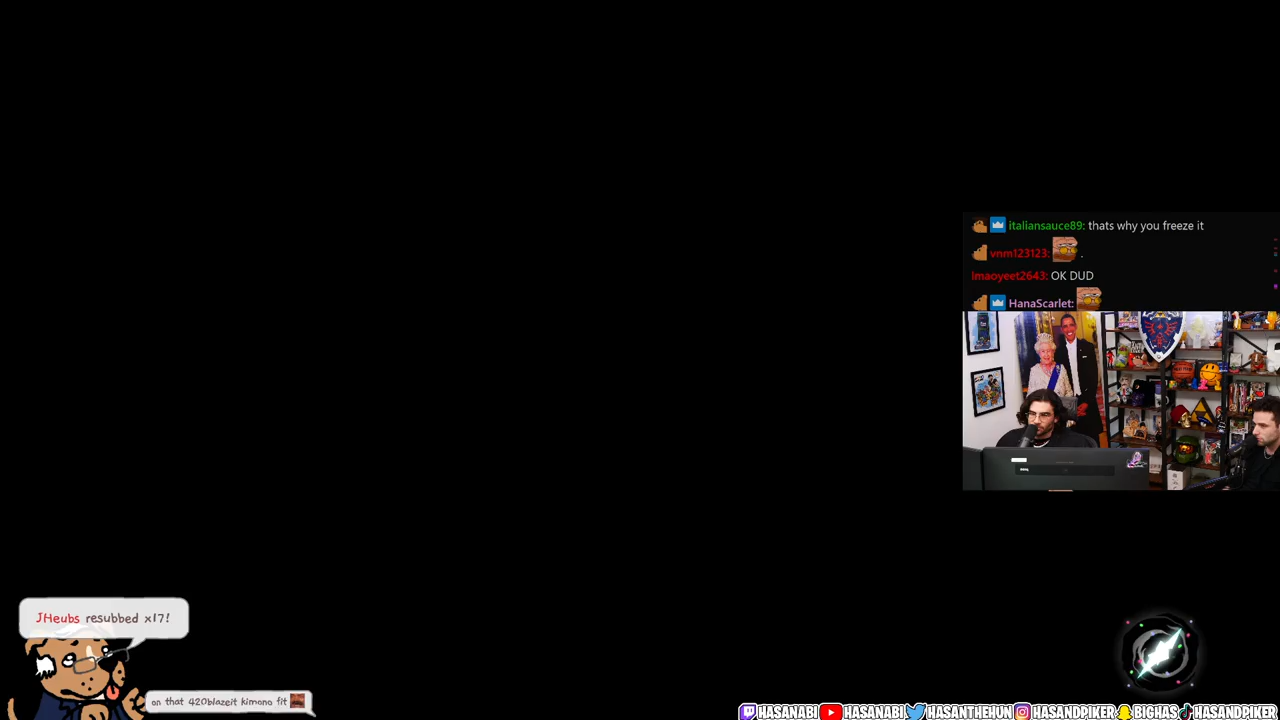 italiansauce89: thats why you freeze it
vnm123123: .
lmaoyeet2643: OK DUD
HanaScarlet:
JHeubs resubbed x17!
on that 420blazeit kimono fit
HASANABI HASANABI HASANTHEHUN HASANDPIKER BIGHAS HASANDPIKER